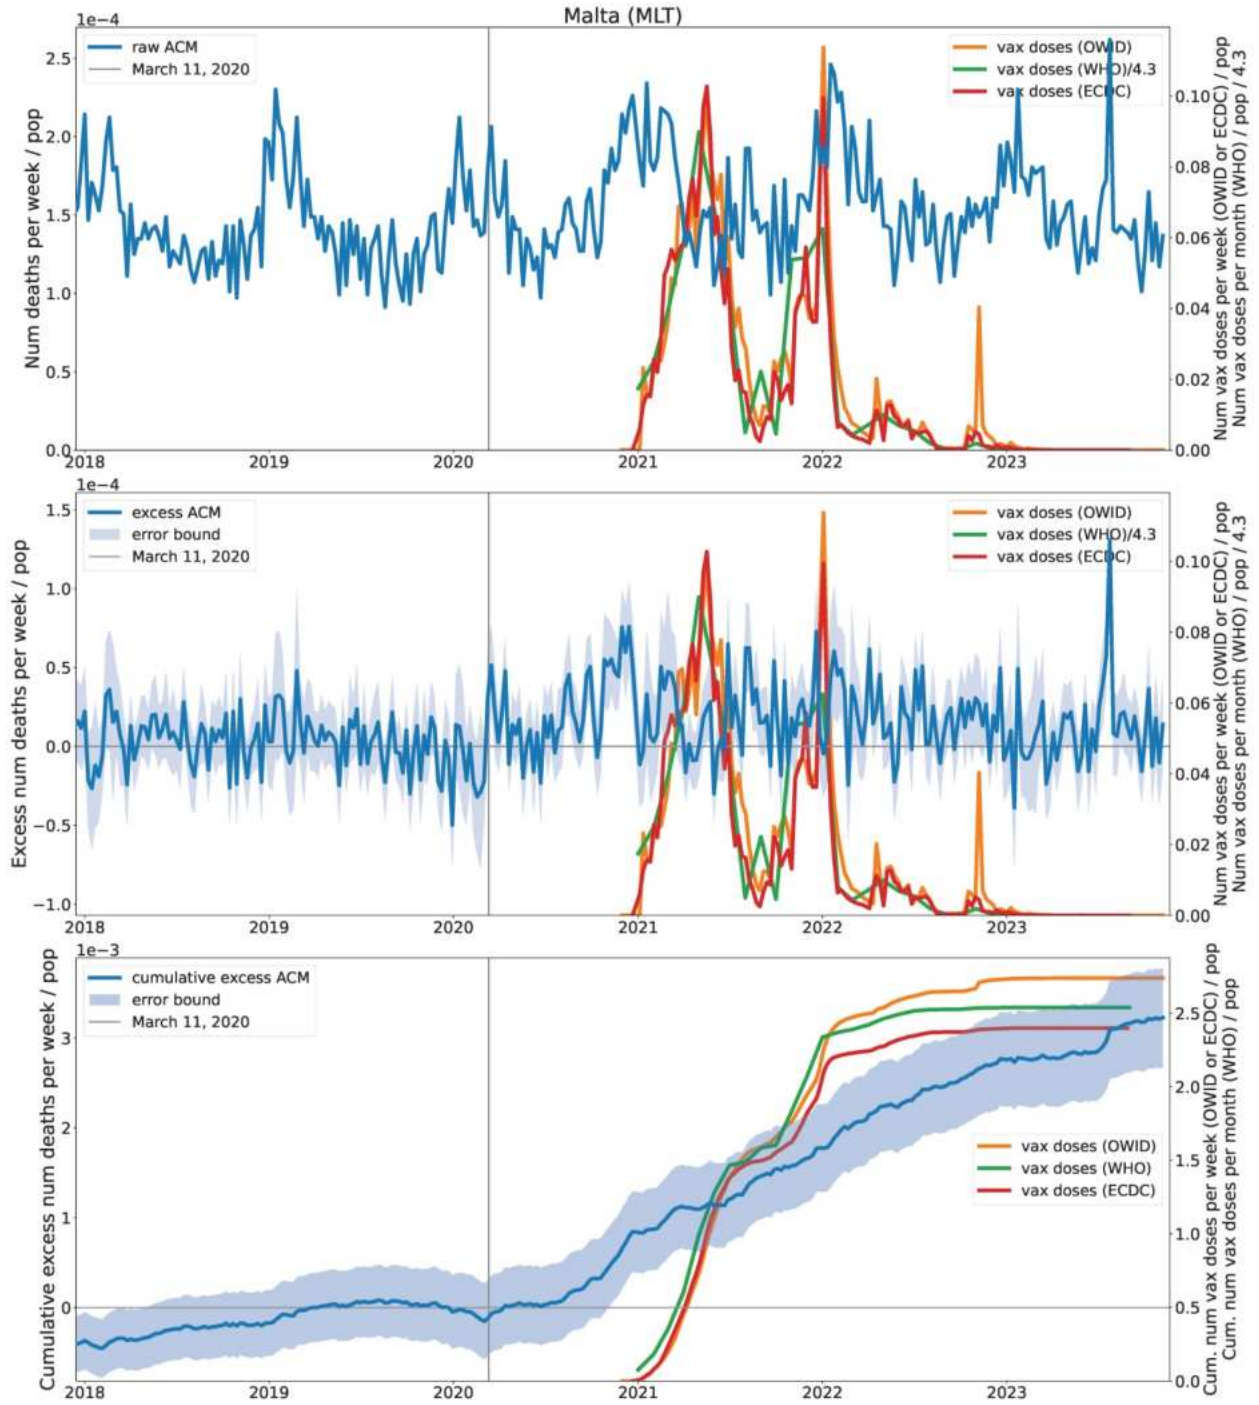 Malta (MLT)
1e−4
raw ACM
March 11, 2020
vax doses (OWID)
vax doses (WHO)/4.3
vax doses (ECDC)
Num deaths per week / pop
2.5
2.0
1.5
1.0
0.5
0.0
0.10
0.08
0.06
0.04
0.02
0.00
Num vax doses per week (OWID or ECDC) / pop
Num vax doses per month (WHO) / pop / 4.3
2018 2019 2020 2021 2022 2023
1e−4
excess ACM
error bound
March 11, 2020
vax doses (OWID)
vax doses (WHO)/4.3
vax doses (ECDC)
Excess num deaths per week / pop
1.5
1.0
0.5
0.0
−0.5
−1.0
0.10
0.08
0.06
0.04
0.02
0.00
Num vax doses per week (OWID or ECDC) / pop
Num vax doses per month (WHO) / pop / 4.3
2018 2019 2020 2021 2022 2023
1e−3
cumulative excess ACM
error bound
March 11, 2020
Cumulative excess num deaths per week / pop
3
2
1
0
vax doses (OWID)
vax doses (WHO)
vax doses (ECDC)
2.5
2.0
1.5
1.0
0.5
0.0
Cum. num vax doses per week (OWID or ECDC) / pop
Cum. num vax doses per month (WHO) / pop
2018 2019 2020 2021 2022 2023